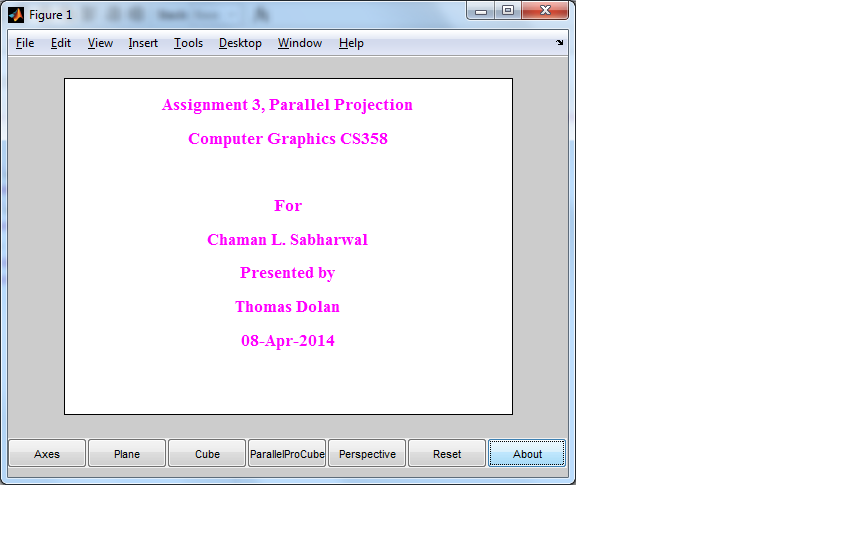 Figure 1
File Edit View Insert Tools Desktop Window Help
Assignment 3, Parallel Projection
Computer Graphics CS358
For
Chaman L. Sabharwal
Presented by
Thomas Dolan
08-Apr-2014
Axes Plane Cube ParallelProCube Perspective Reset About